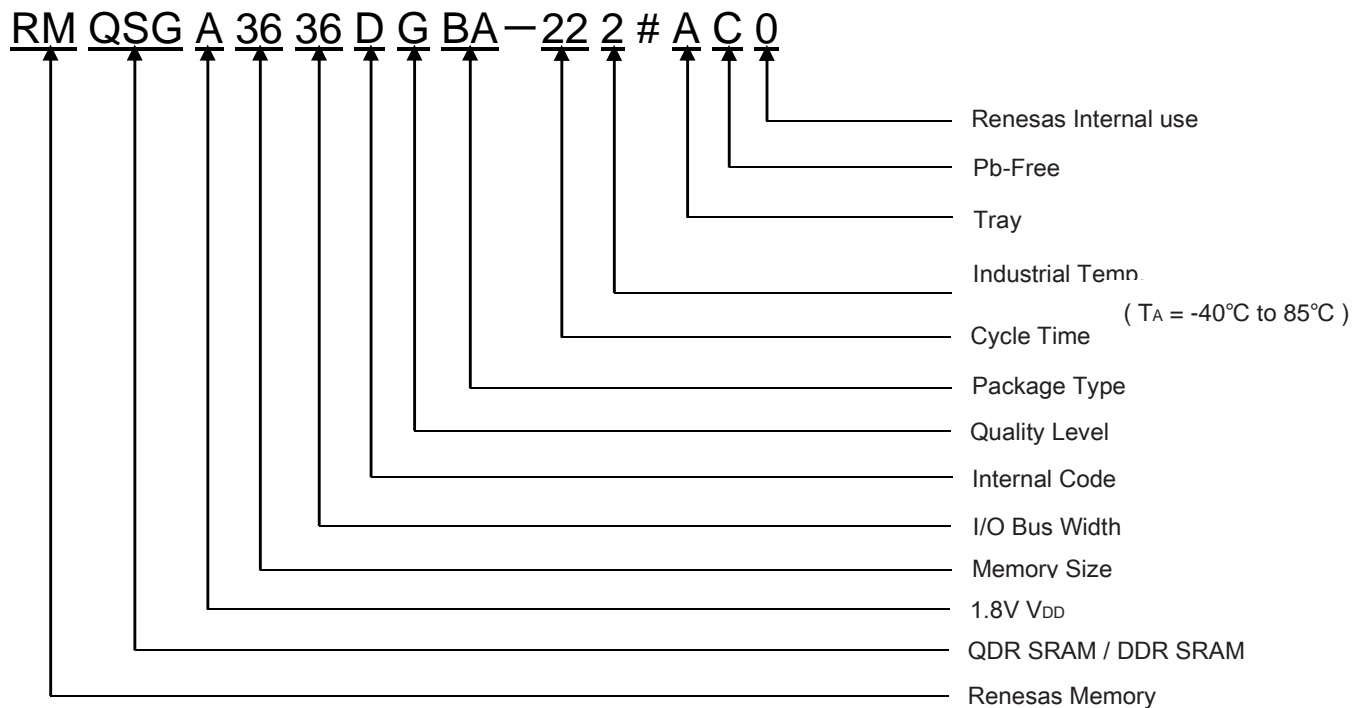 RM QSG A 36 36 D G BA－22 2 # A C 0
Renesas Internal use
Pb-Free
Tray
Industrial Temp.
( TA = -40℃ to 85℃ )
Cycle Time
Package Type
Quality Level
Internal Code
I/O Bus Width
Memory Size
1.8V VDD
QDR SRAM / DDR SRAM
Renesas Memory